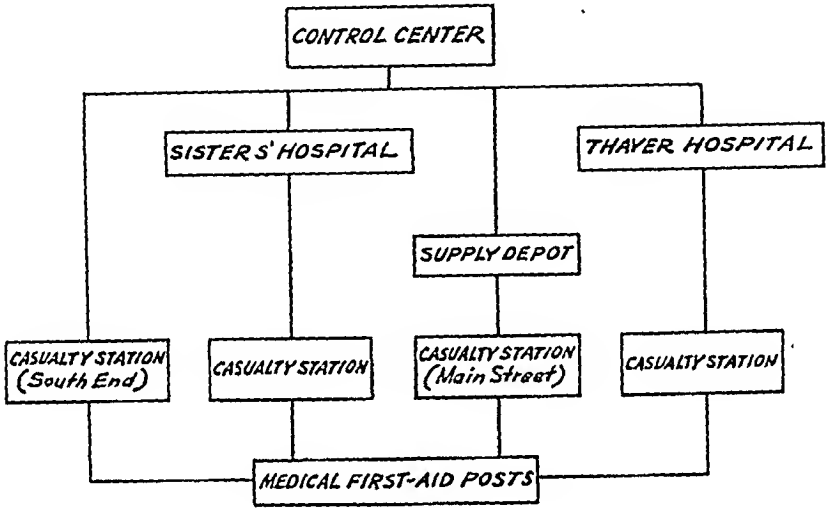 CONTROL CENTER
SISTERS' HOSPITAL
THAYER HOSPITAL
SUPPLY DEPOT
CASUALTY STATION
(South End)
CASUALTY STATION
CASUALTY STATION
(Main Street)
CASUALTY STATION
MEDICAL FIRST-AID POSTS